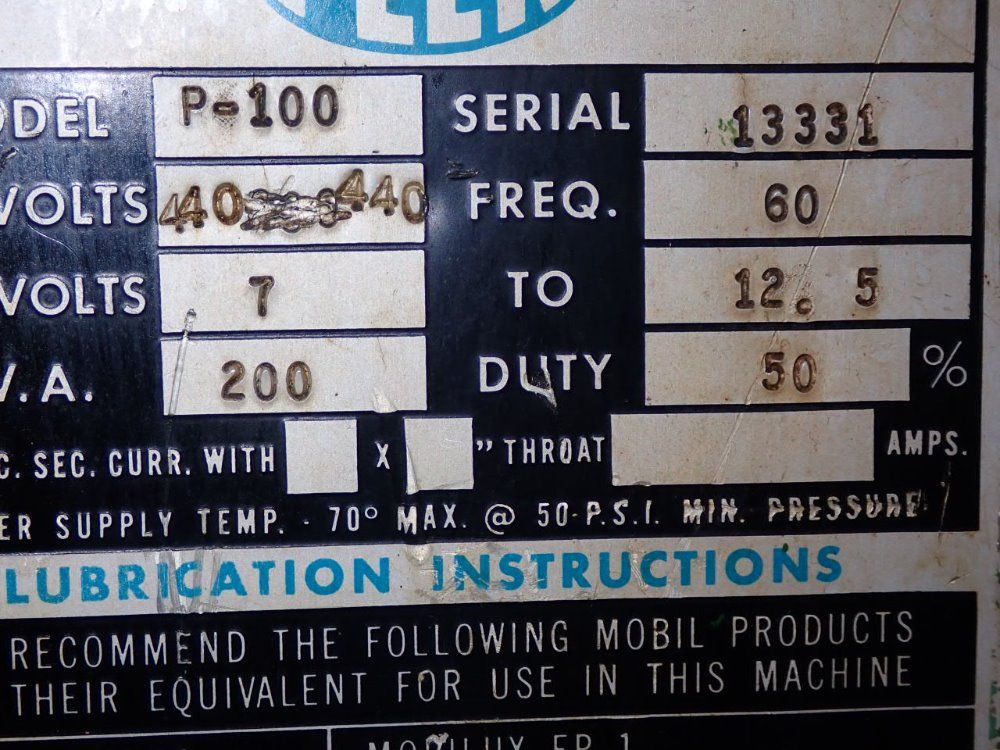 ODEL P-100 SERIAL 13331
VOLTS 440 440 FREQ. 60
VOLTS 7 TO 12.5
V.A. 200 DUTY 50 %
C. SEC. CURR. WITH X " THROAT AMPS.
ER SUPPLY TEMP. - 70° MAX. @ 50 P.S.I. MIN. PRESSURE
LUBRICATION INSTRUCTIONS
RECOMMEND THE FOLLOWING MOBIL PRODUCTS
THEIR EQUIVALENT FOR USE IN THIS MACHINE